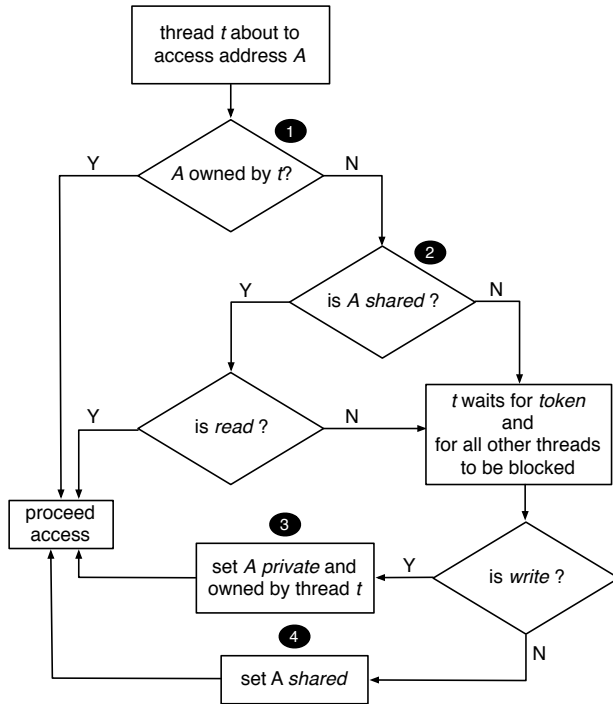 thread t about to
access address A
1
A owned by t?
Y
N
2
is A shared ?
Y
N
is read ?
Y
N
t waits for token
and
for all other threads
to be blocked
proceed
access
3
set A private and
owned by thread t
Y
is write ?
N
4
set A shared